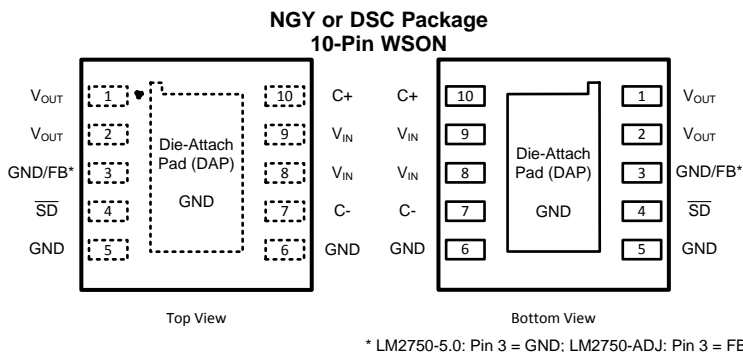 NGY or DSC Package
10-Pin WSON
VOUT 1 10 C+
VOUT 2 9 VIN
GND/FB* 3 8 VIN
SD 4 7 C-
GND 5 6 GND
Die-Attach
Pad (DAP)
GND
Top View
C+ 10 1 VOUT
VIN 9 2 VOUT
VIN 8 3 GND/FB*
C- 7 4 SD
GND 6 5 GND
Die-Attach
Pad (DAP)
GND
Bottom View
* LM2750-5.0: Pin 3 = GND; LM2750-ADJ: Pin 3 = FB